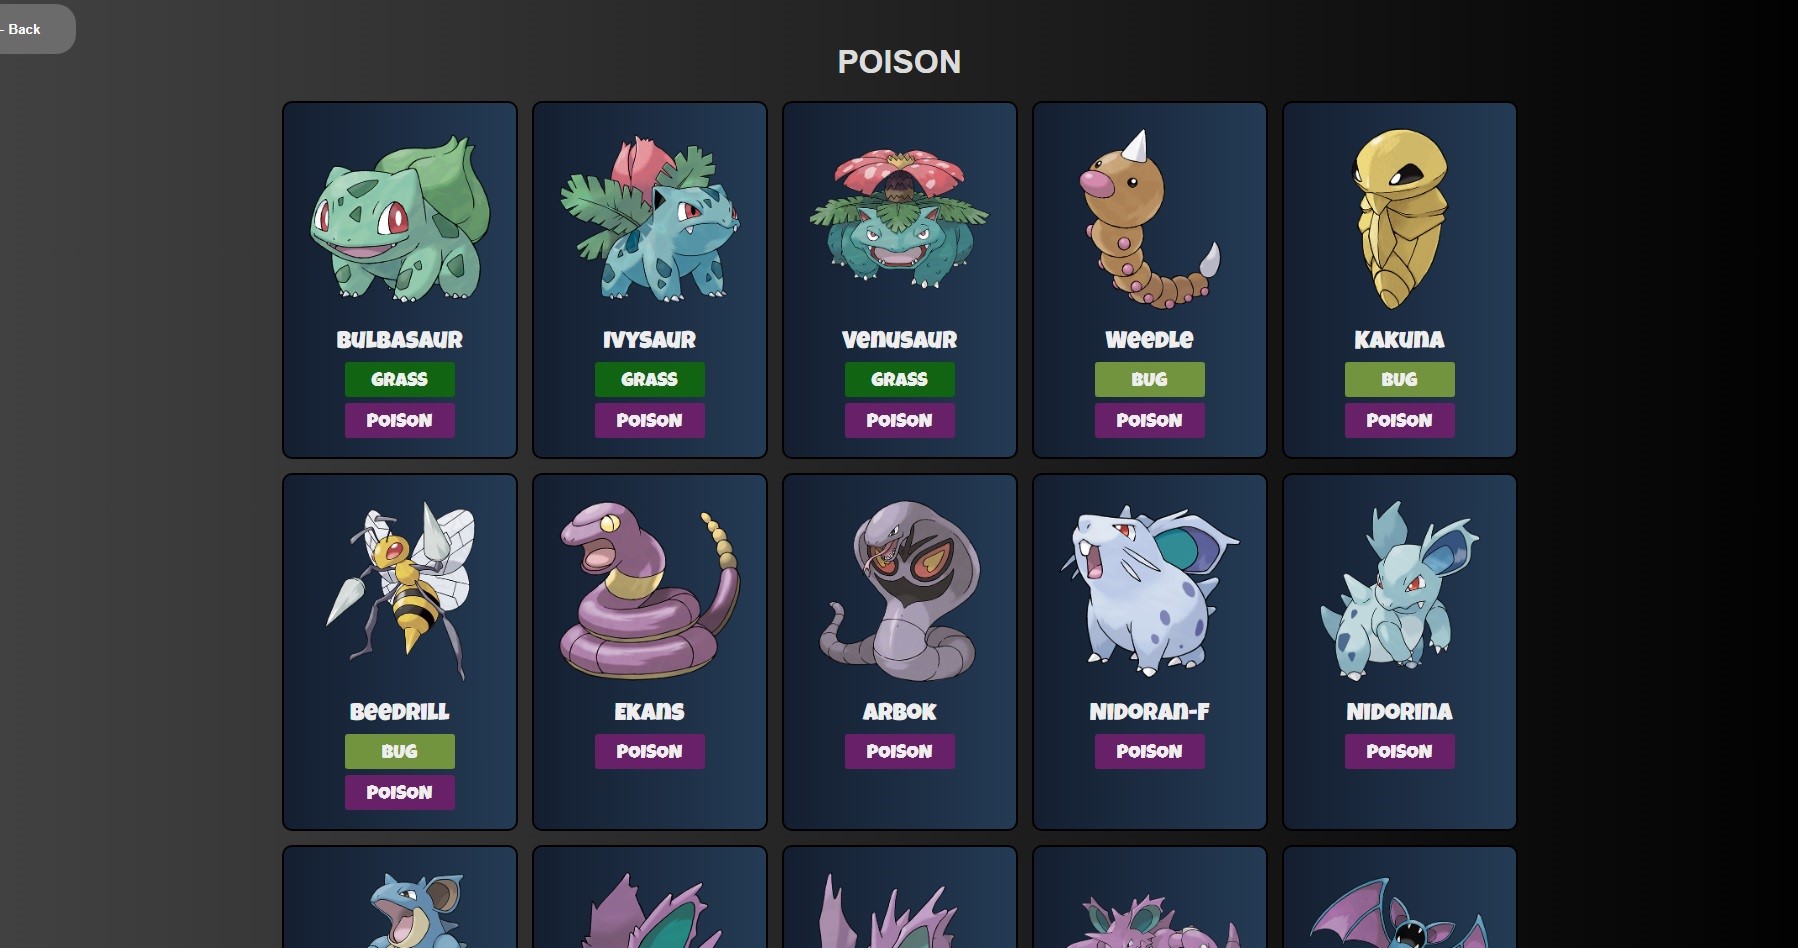 - Back
POISON
BULBASAUR
GRASS
POISON
IVYSAUR
GRASS
POISON
VENUSAUR
GRASS
POISON
WEEDLE
BUG
POISON
KAKUNA
BUG
POISON
BEEDRILL
BUG
POISON
EKANS
POISON
ARBOK
POISON
NIDORAN-F
POISON
NIDORINA
POISON